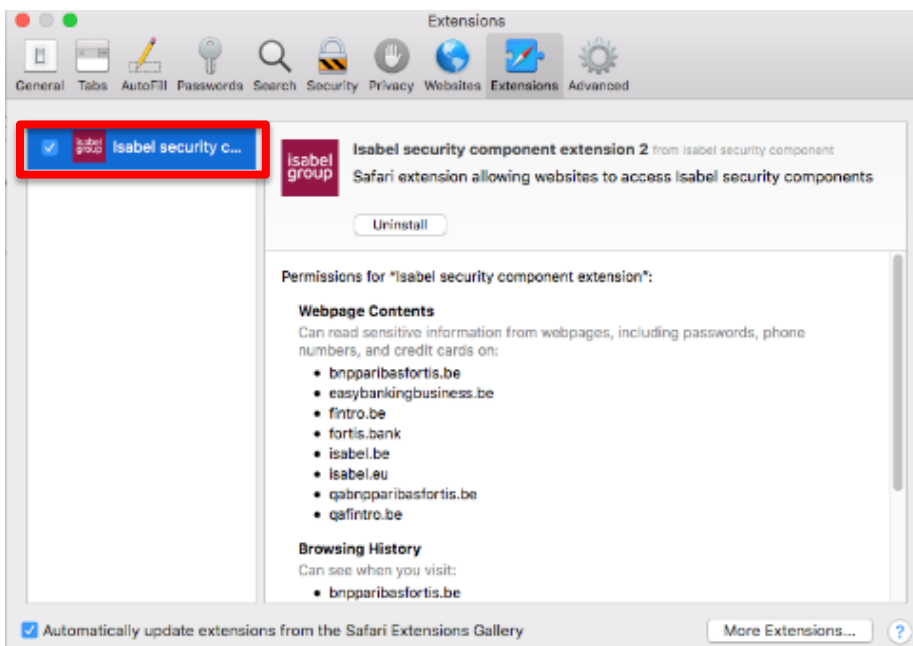 Extensions
General Tabs AutoFill Passwords Search Security Privacy Websites Extensions Advanced
isabel group Isabel security c...
isabel
group
Isabel security component extension 2 from Isabel security component
Safari extension allowing websites to access Isabel security components
Uninstall
Permissions for "Isabel security component extension":
Webpage Contents
Can read sensitive information from webpages, including passwords, phone
numbers, and credit cards on:
• bnpparibasfortis.be
• easybankingbusiness.be
• fintro.be
• fortis.bank
• isabel.be
• isabel.eu
• qabnpparibasfortis.be
• qafintro.be
Browsing History
Can see when you visit:
• bnpparibasfortis.be
Automatically update extensions from the Safari Extensions Gallery
More Extensions... ?